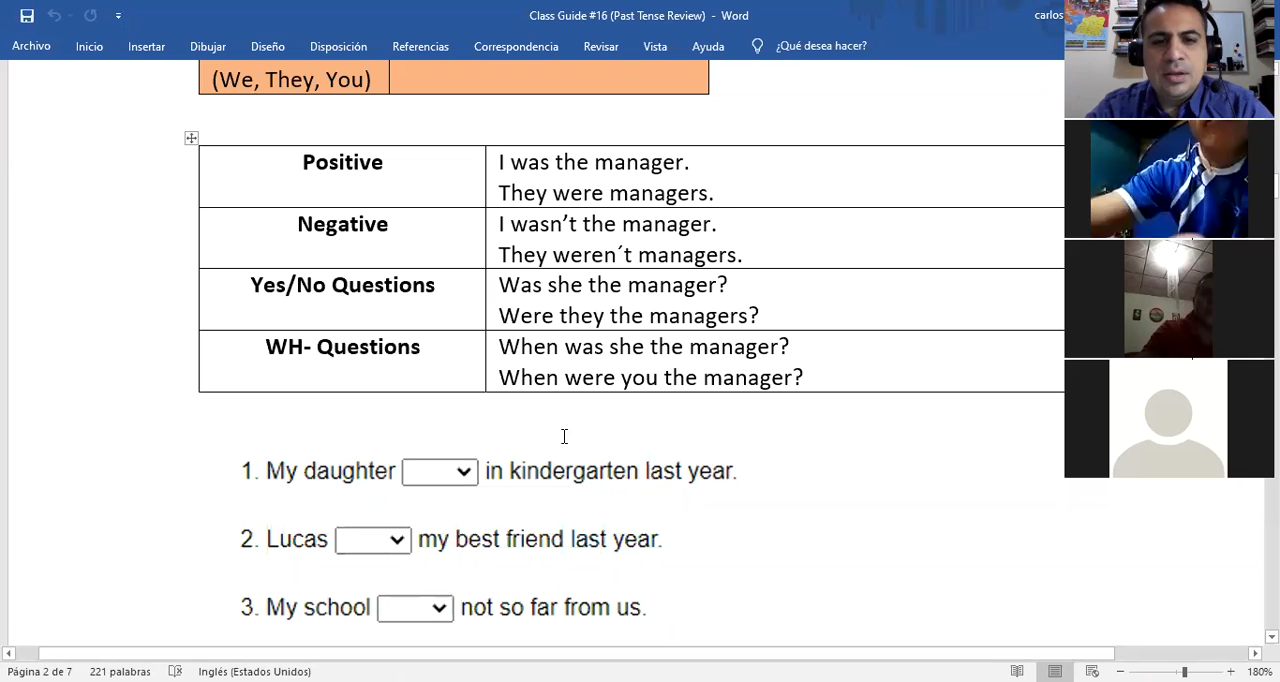 Class Guide #16 (Past Tense Review) - Word
carlos
Archivo Inicio Insertar Dibujar Diseño Disposición Referencias Correspondencia Revisar Vista Ayuda ¿Qué desea hacer?
(We, They, You)
Positive
I was the manager.
They were managers.
Negative
I wasn’t the manager.
They weren´t managers.
Yes/No Questions
Was she the manager?
Were they the managers?
WH- Questions
When was she the manager?
When were you the manager?
1. My daughter in kindergarten last year.
2. Lucas my best friend last year.
3. My school not so far from us.
Página 2 de 7 221 palabras Inglés (Estados Unidos) 180%